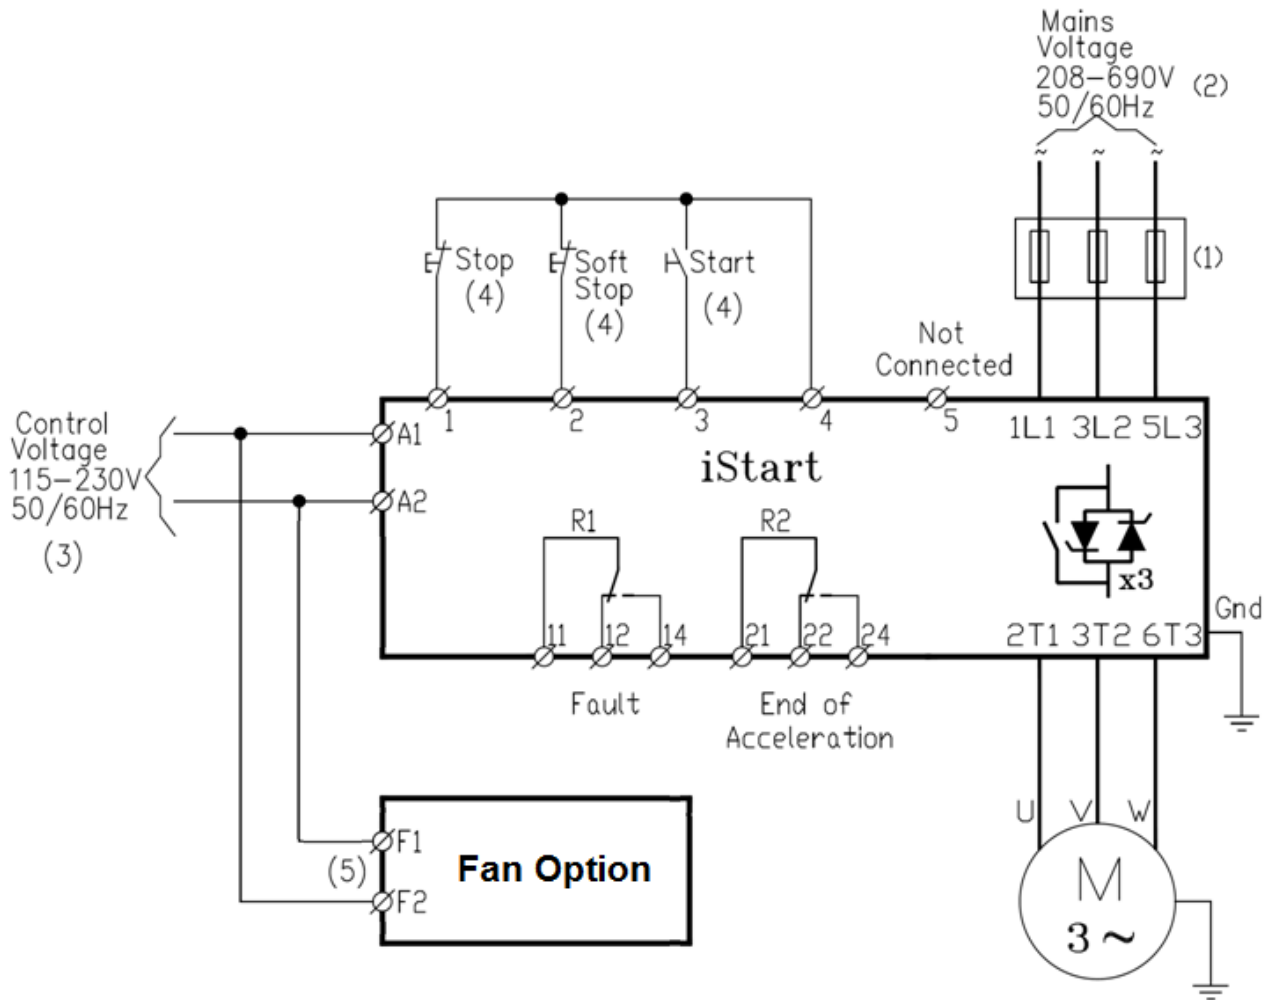 Mains
Voltage
208-690V (2)
50/60Hz
~ ~ ~
(1)
Stop
(4)
Soft
Stop
(4)
Start
(4)
Not
Connected
Control
Voltage
115-230V
50/60Hz
(3)
A1
A2
1 2 3 4 5
1L1 3L2 5L3
iStart
R1 R2
x3
11 12 14 21 22 24
2T1 3T2 6T3
Gnd
Fault
End of
Acceleration
F1
(5)
F2
Fan Option
U V W
M
3 ~